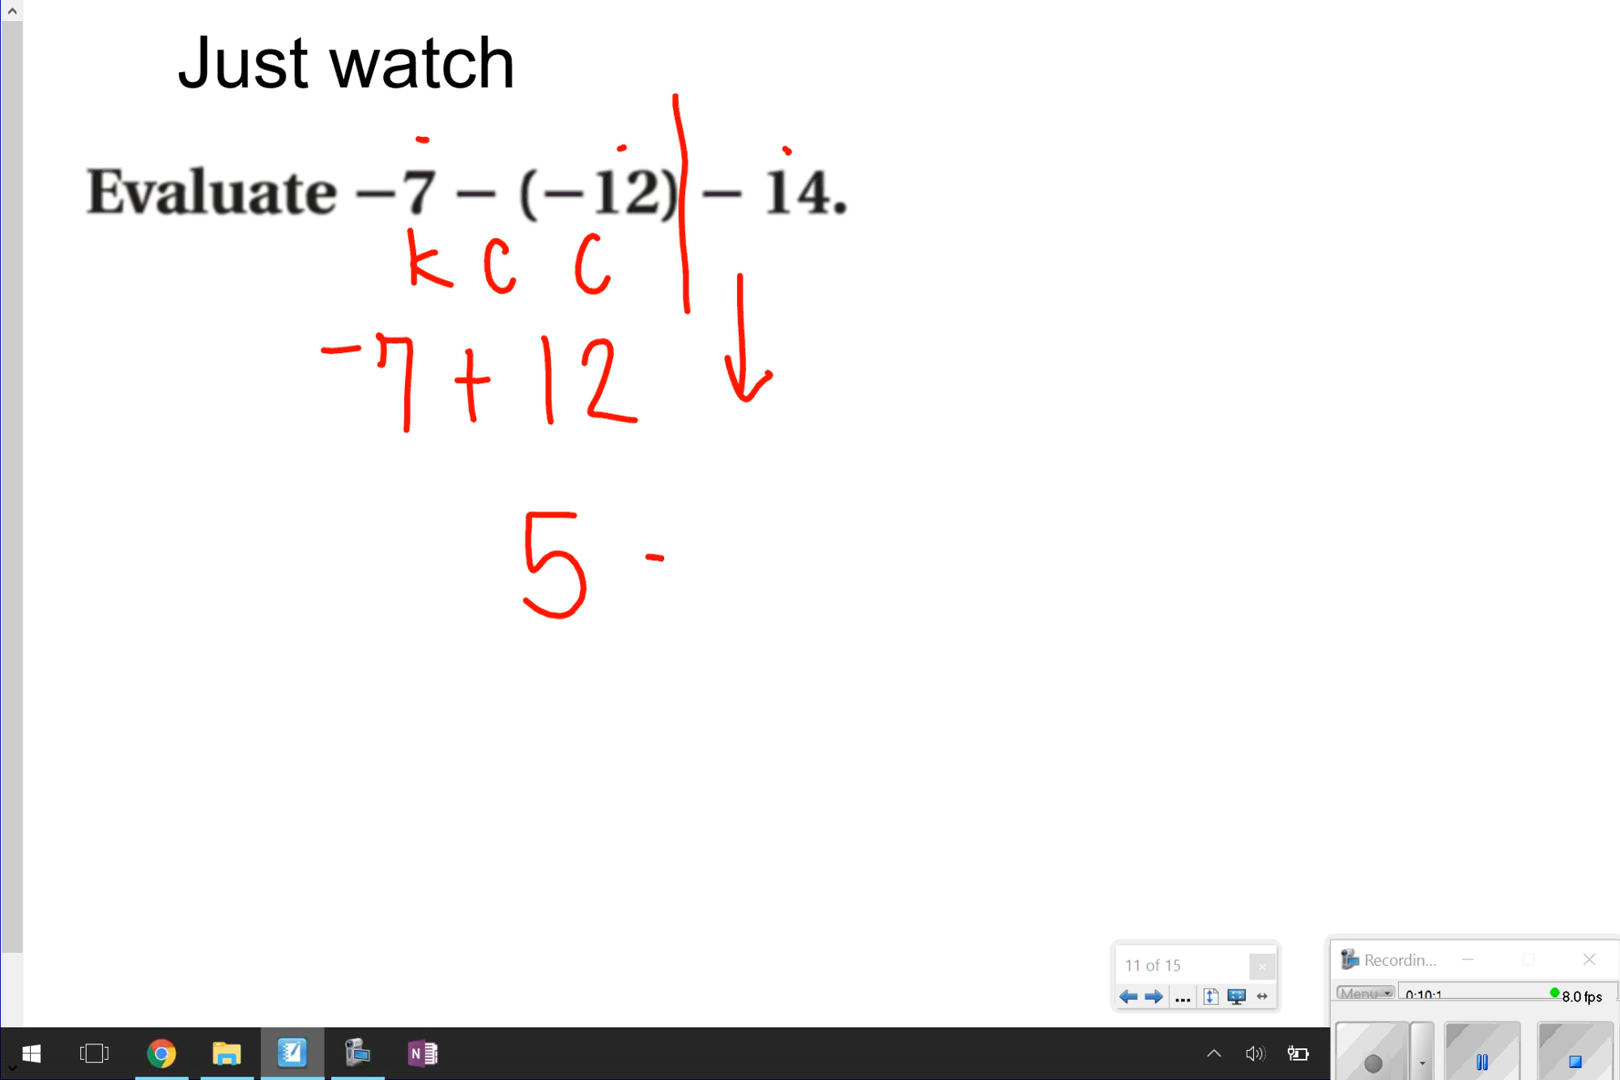 Just watch
Evaluate −7 − (−12) − 14.
K C C
-7 + 12
5 -
11 of 15
...
Recordin...
Menu
0:10:1
8.0 fps
N